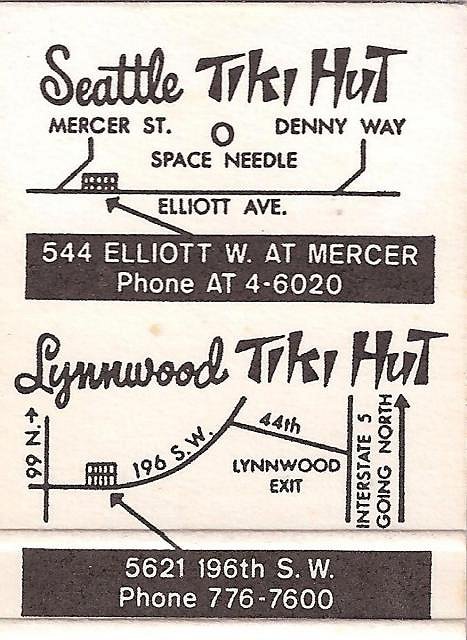 Seattle Tiki Hut
MERCER ST.
DENNY WAY
SPACE NEEDLE
ELLIOTT AVE.
544 ELLIOTT W. AT MERCER
Phone AT 4-6020
Lynnwood Tiki Hut
99 N.
196 S.W.
44th
LYNNWOOD
EXIT
INTERSTATE 5
GOING NORTH
5621 196th S. W.
Phone 776-7600